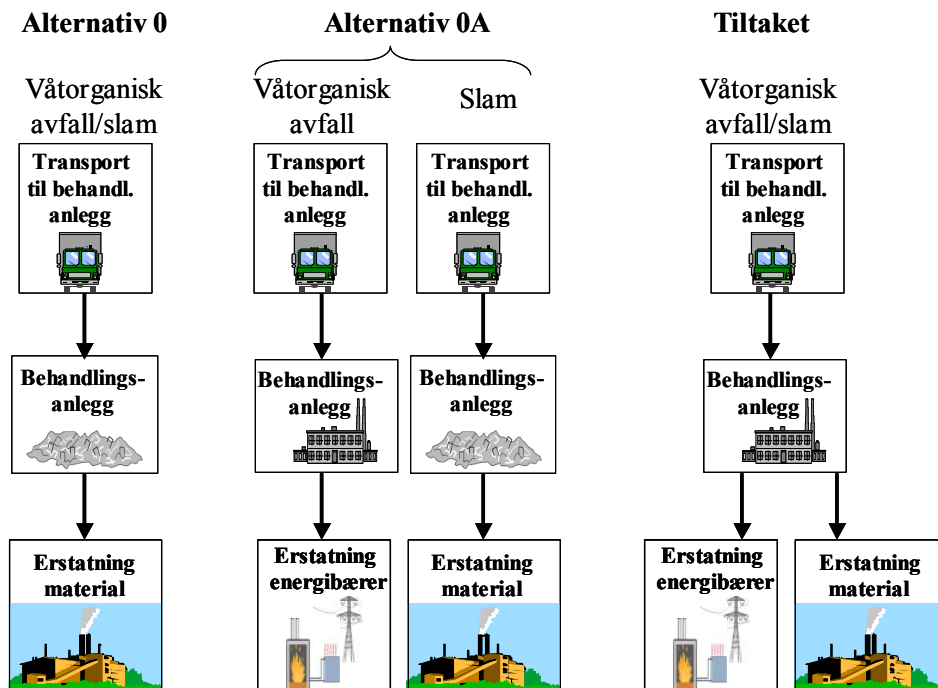 Alternativ 0
Våtorganisk
avfall/slam
Transport
til behandl.
anlegg
Behandlings-
anlegg
Erstatning
material
Alternativ 0A
Våtorganisk
avfall
Transport
til behandl.
anlegg
Behandlings-
anlegg
Erstatning
energibærer
Slam
Transport
til behandl.
anlegg
Behandlings-
anlegg
Erstatning
material
Tiltaket
Våtorganisk
avfall/slam
Transport
til behandl.
anlegg
Behandlings-
anlegg
Erstatning
energibærer
Erstatning
material